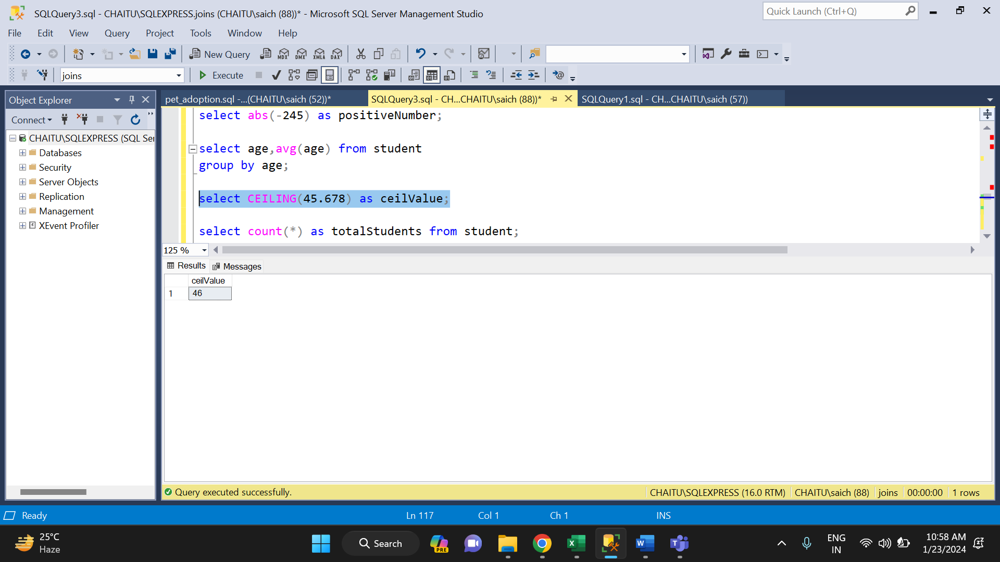 SQLQuery3.sql - CHAITU\SQLEXPRESS.joins (CHAITU\saich (88))* - Microsoft SQL Server Management Studio
Quick Launch (Ctrl+Q)
File Edit View Query Project Tools Window Help
New Query MDX DMX XMLA DAX
joins Execute
Object Explorer
pet_adoption.sql -...(CHAITU\saich (52))* SQLQuery3.sql - CH...CHAITU\saich (88))* SQLQuery1.sql - CH...CHAITU\saich (57))
Connect
CHAITU\SQLEXPRESS (SQL Ser
Databases
Security
Server Objects
Replication
Management
XEvent Profiler
select abs(-245) as positiveNumber;
select age,avg(age) from student
group by age;
select CEILING(45.678) as ceilValue;
select count(*) as totalStudents from student;
125 %
Results Messages
ceilValue
1 46
Query executed successfully. CHAITU\SQLEXPRESS (16.0 RTM) CHAITU\saich (88) joins 00:00:00 1 rows
Ready Ln 117 Col 1 Ch 1 INS
25°C
Haze
Search
PRE
ENG
IN
10:58 AM
1/23/2024